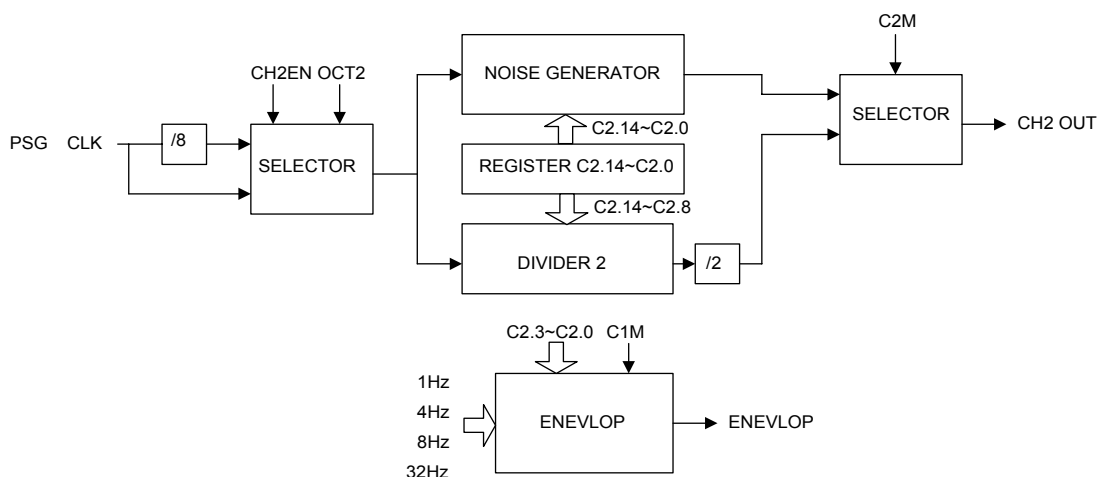 C2M
CH2EN OCT2
NOISE GENERATOR
SELECTOR
PSG CLK
/8
C2.14~C2.0
CH2 OUT
SELECTOR
REGISTER C2.14~C2.0
C2.14~C2.8
DIVIDER 2
/2
C2.3~C2.0 C1M
1Hz
4Hz
8Hz
32Hz
ENEVLOP
ENEVLOP